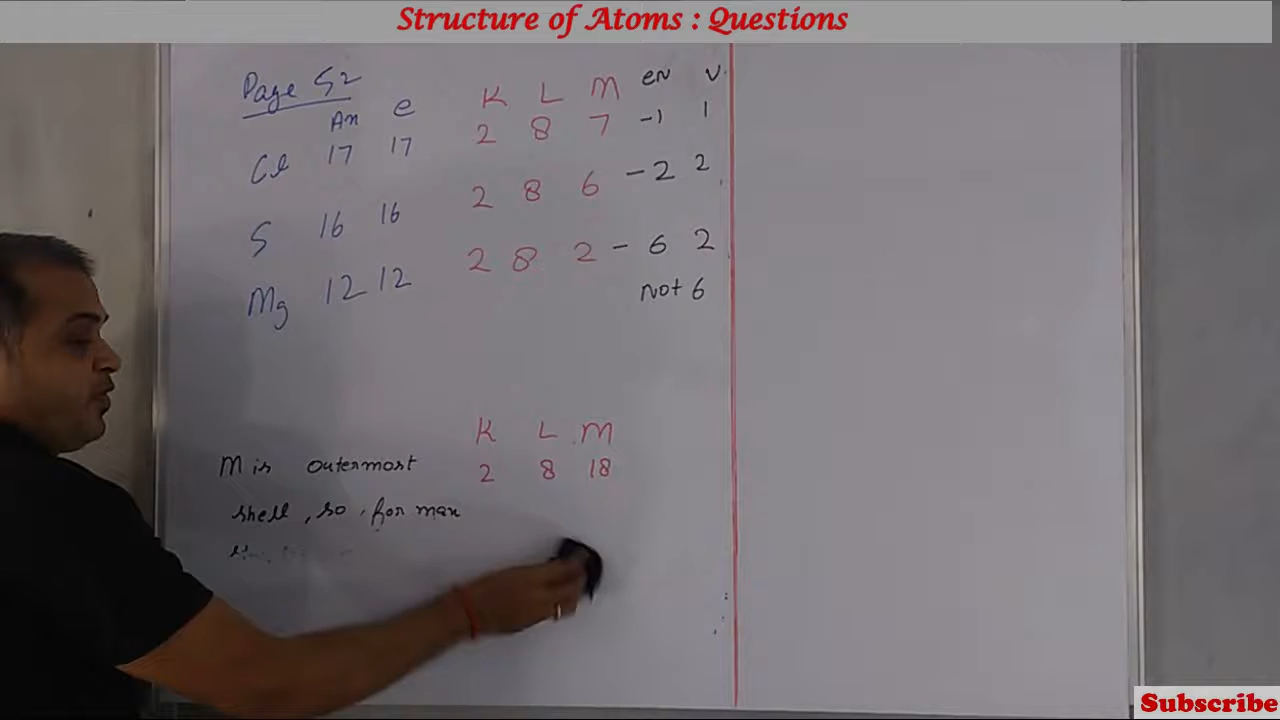 Structure of Atoms : Questions
Page 52
An e K L M en v
Cl 17 17 2 8 7 -1 1
S 16 16 2 8 6 -2 2
Mg 12 12 2 8 2 - 6 2
not 6
K L M
M is outermost 2 8 18
shell, so, for max
Subscribe